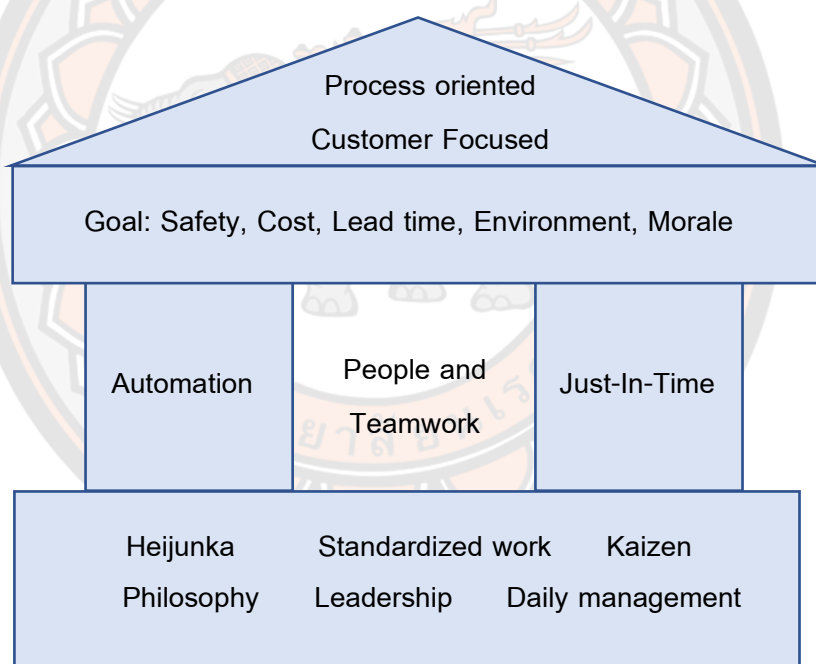 Process oriented
Customer Focused
Goal: Safety, Cost, Lead time, Environment, Morale
Automation
People and
Teamwork
Just-In-Time
Heijunka Standardized work Kaizen
Philosophy Leadership Daily management